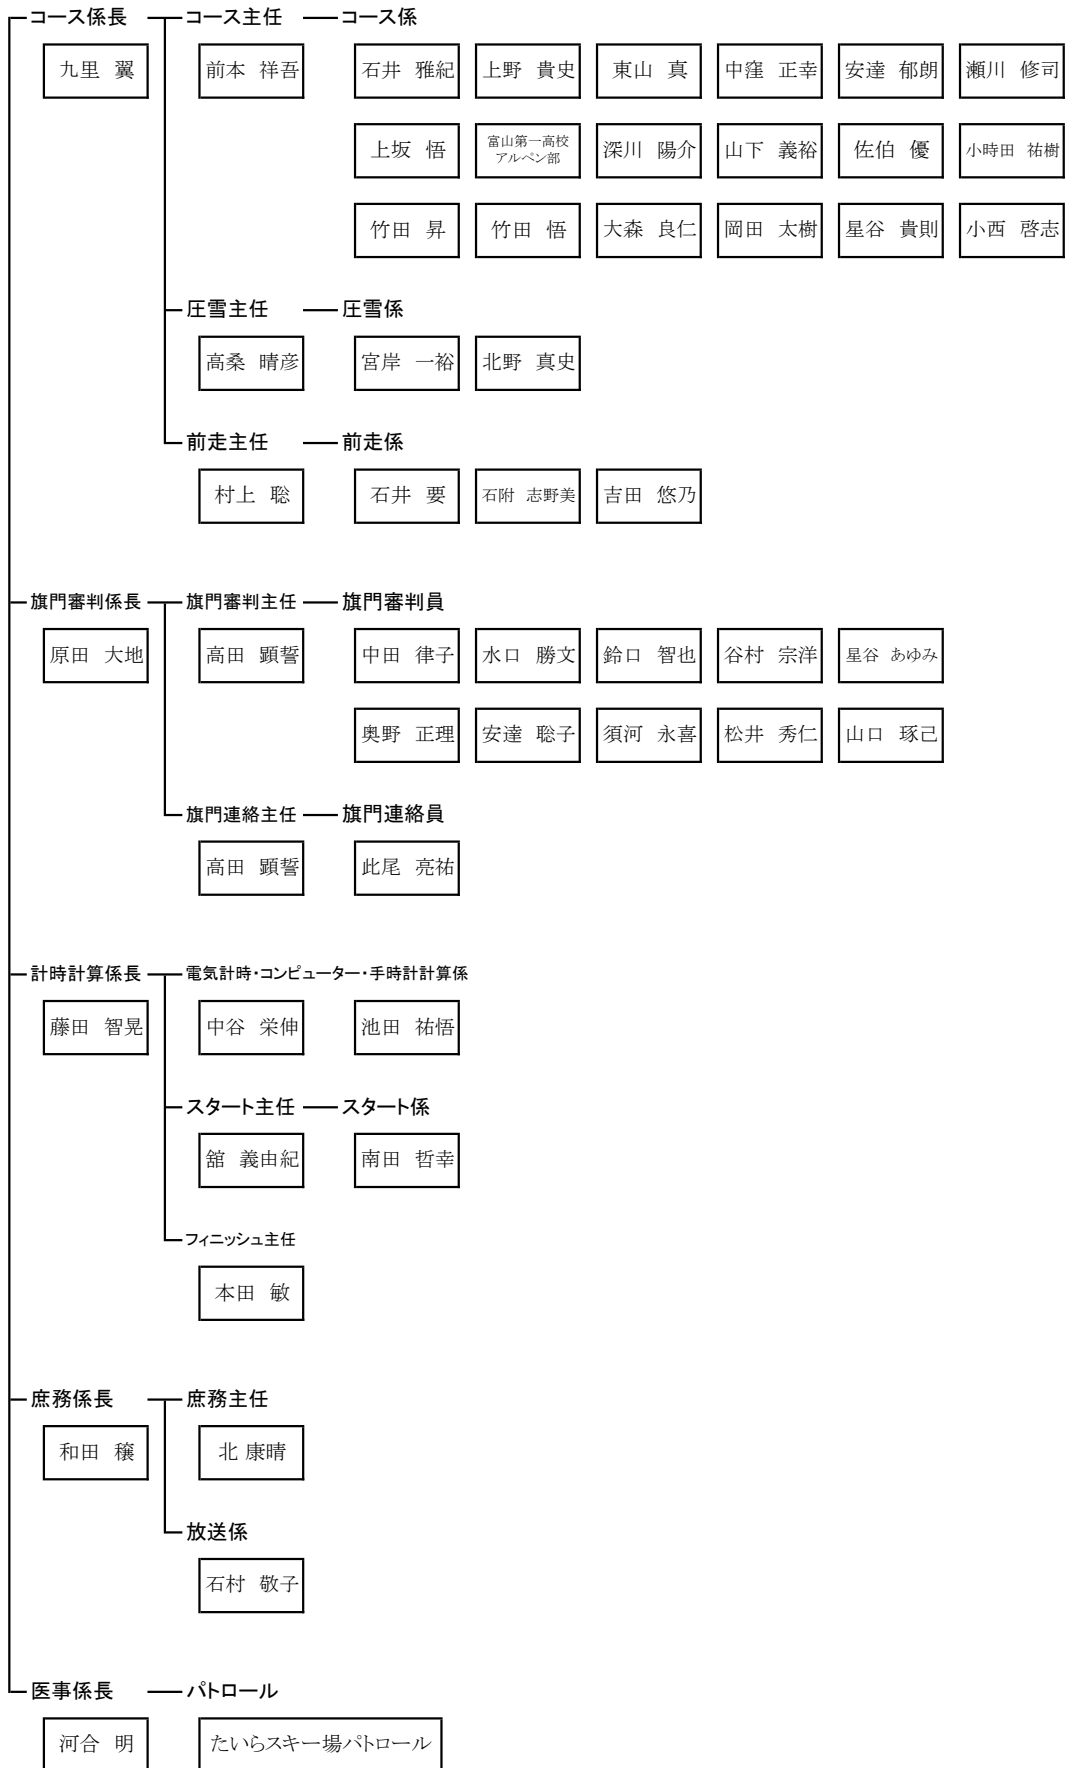 コース係長 コース主任 コース係
九里 翼 前本 祥吾 石井 雅紀 上野 貴史 東山 真 中窪 正幸 安達 郁朗 瀬川 修司
上坂 悟 富山第一高校 アルペン部 深川 陽介 山下 義裕 佐伯 優 小時田 祐樹
竹田 昇 竹田 悟 大森 良仁 岡田 太樹 星谷 貴則 小西 啓志
圧雪主任 圧雪係
高桑 晴彦 宮岸 一裕 北野 真史
前走主任 前走係
村上 聡 石井 要 石附 志野美 吉田 悠乃
旗門審判係長 旗門審判主任 旗門審判員
原田 大地 高田 顕誓 中田 律子 水口 勝文 鈴口 智也 谷村 宗洋 星谷 あゆみ
奥野 正理 安達 聡子 須河 永喜 松井 秀仁 山口 琢己
旗門連絡主任 旗門連絡員
高田 顕誓 此尾 亮祐
計時計算係長 電気計時・コンピューター・手時計計算係
藤田 智晃 中谷 栄伸 池田 祐悟
スタート主任 スタート係
舘 義由紀 南田 哲幸
フィニッシュ主任
本田 敏
庶務係長 庶務主任
和田 穣 北 康晴
放送係
石村 敬子
医事係長 パトロール
河合 明 たいらスキー場パトロール